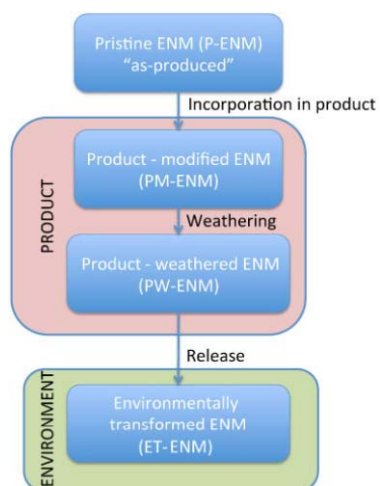 Pristine ENM (P-ENM)
“as-produced”
Incorporation in product
Product - modified ENM
(PM-ENM)
Weathering
Product - weathered ENM
(PW-ENM)
PRODUCT
Release
Environmentally
transformed ENM
(ET-ENM)
ENVIRONMENT